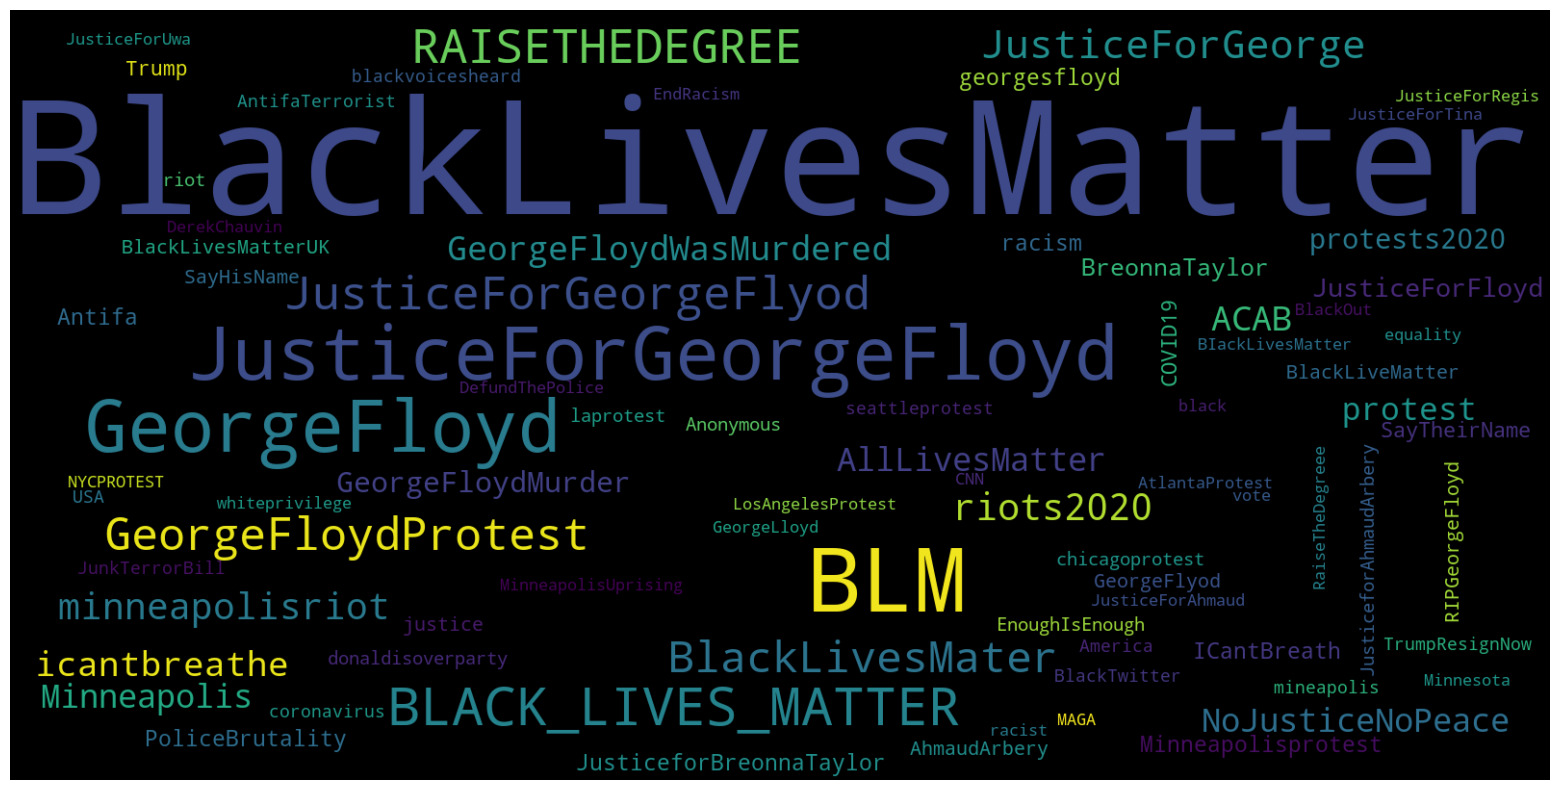 JusticeForUwa
RAISETHEDEGREE
JusticeForGeorge
Trump
blackvoicesheard
georgesfloyd
AntifaTerrorist
EndRacism
JusticeForRegis
JusticeForTina
BlackLivesMatter
riot
DerekChauvin
BlackLivesMatterUK
GeorgeFloydWasMurdered
racism
protests2020
SayHisName
JusticeForGeorgeFlyod
BreonnaTaylor
JusticeForFloyd
Antifa
COVID19
ACAB
BlackOut
JusticeForGeorgeFloyd
BIackLivesMatter
equality
DefundThePolice
BlackLiveMatter
GeorgeFloyd
laprotest
Anonymous
seattleprotest
black
protest
SayTheirName
NYCPROTEST
USA
GeorgeFloydMurder
AllLivesMatter
CNN
AtlantaProtest
vote
RaiseTheDegreee
JusticeforAhmaudArbery
RIPGeorgeFloyd
whiteprivilege
LosAngelesProtest
riots2020
GeorgeFloydProtest
GeorgeLloyd
BLM
chicagoprotest
JunkTerrorBill
MinneapolisUprising
GeorgeFlyod
minneapolisriot
JusticeForAhmaud
justice
EnoughIsEnough
icantbreathe
donaldisoverparty
BlackLivesMater
America
ICantBreath
TrumpResignNow
BlackTwitter
mineapolis
Minnesota
Minneapolis
coronavirus
BLACK_LIVES_MATTER
MAGA
NoJusticeNoPeace
PoliceBrutality
racist
AhmaudArbery
Minneapolisprotest
JusticeforBreonnaTaylor